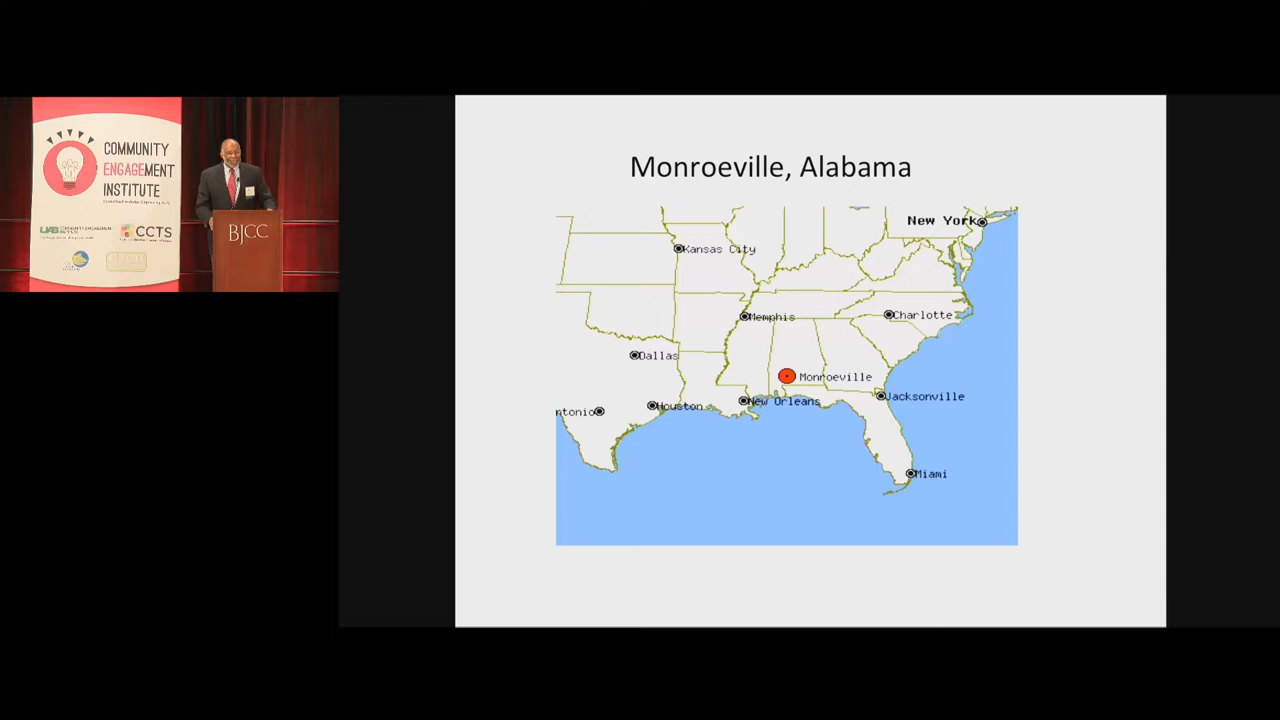 COMMUNITY
ENGAGEMENT
INSTITUTE
UAB
CCTS
BJCC
Monroeville, Alabama
New York
Kansas City
Memphis
Charlotte
Dallas
Monroeville
ntonio
Houston
New Orleans
Jacksonville
Miami